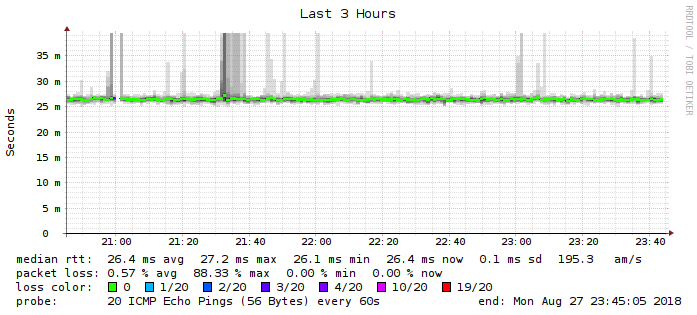 Last 3 Hours
RRDTOOL / TOBI OETIKER
Seconds
35 m
30 m
25 m
20 m
15 m
10 m
5 m
0
21:00 21:20 21:40 22:00 22:20 22:40 23:00 23:20 23:40
median rtt: 26.4 ms avg 27.2 ms max 26.1 ms min 26.4 ms now 0.1 ms sd 195.3 am/s
packet loss: 0.57 % avg 88.33 % max 0.00 % min 0.00 % now
loss color: 0 1/20 2/20 3/20 4/20 10/20 19/20
probe: 20 ICMP Echo Pings (56 Bytes) every 60s end: Mon Aug 27 23:45:05 2018